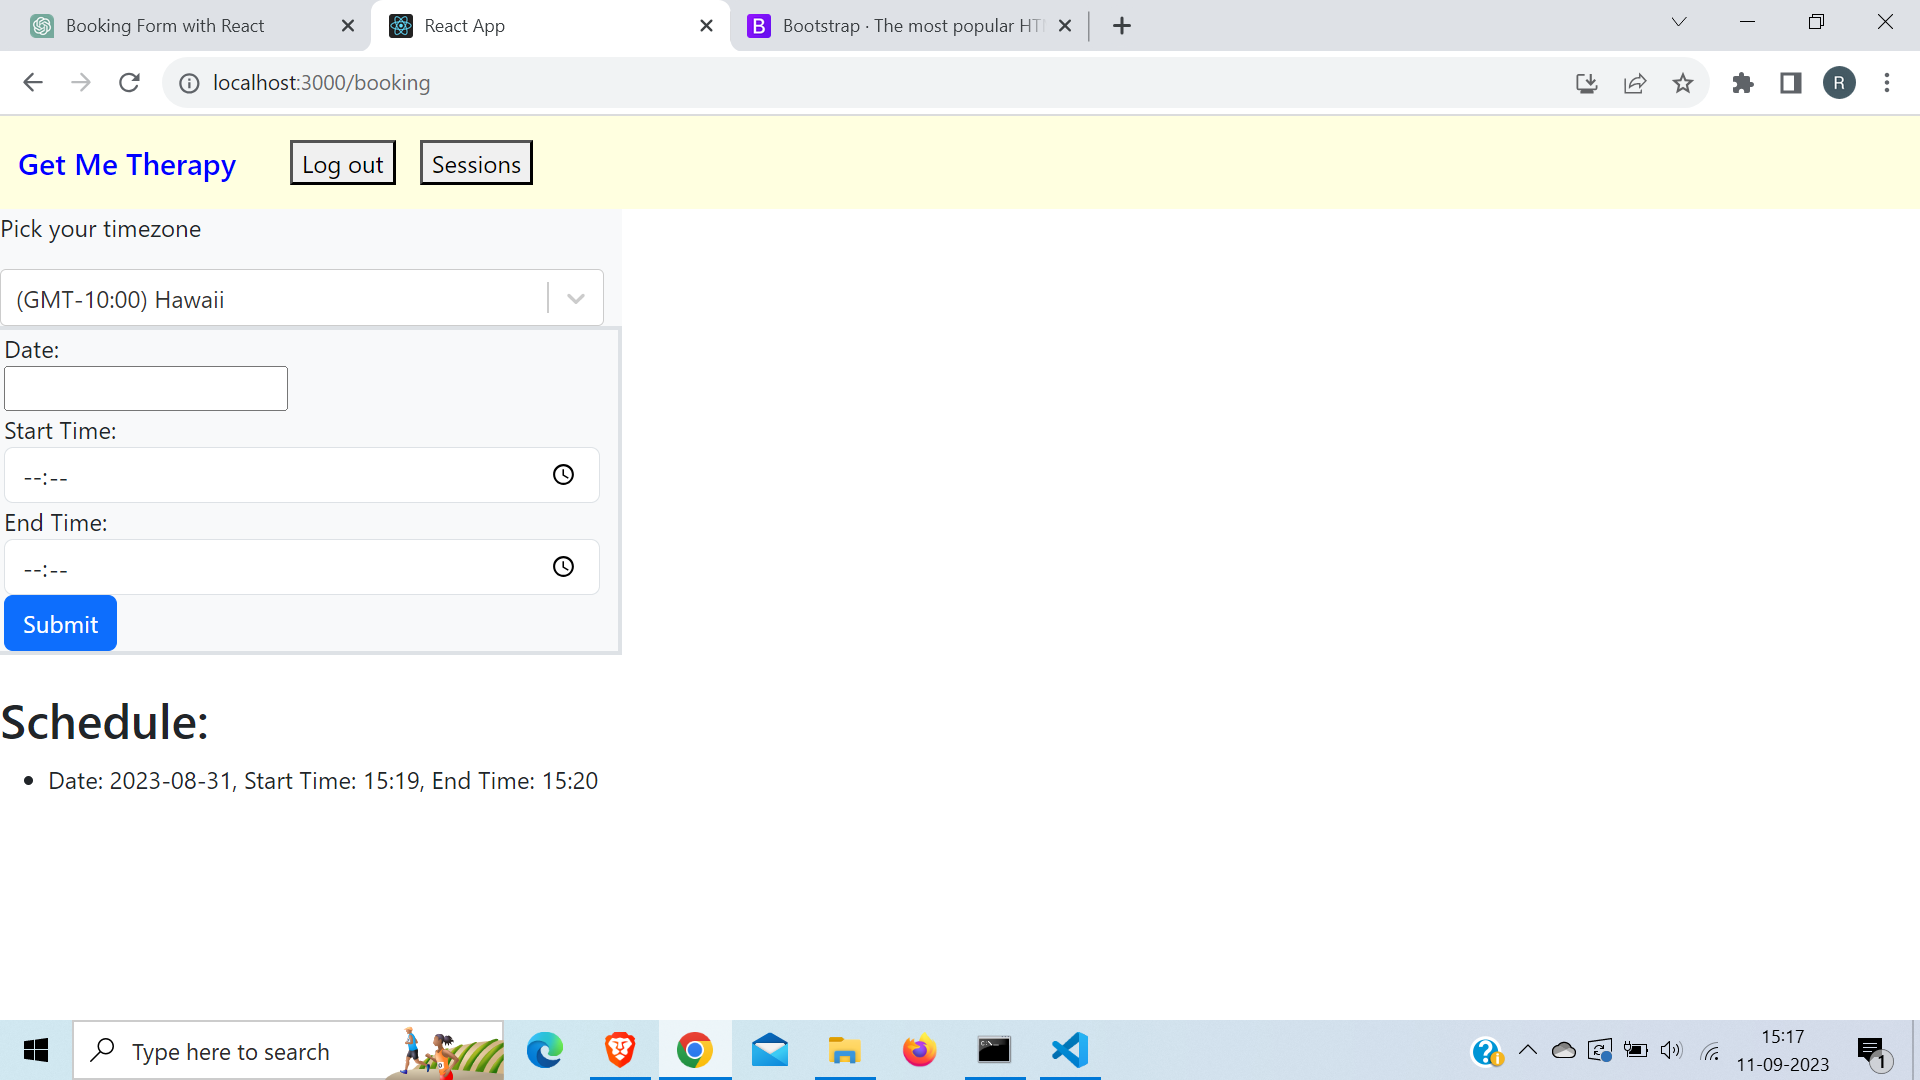 Booking Form with React
React App
Bootstrap · The most popular HT
localhost:3000/booking
R
Get Me Therapy
Log out
Sessions
Pick your timezone
(GMT-10:00) Hawaii
Date:
Start Time:
--:--
End Time:
--:--
Submit
Schedule:
Date: 2023-08-31, Start Time: 15:19, End Time: 15:20
Type here to search
15:17
11-09-2023
1